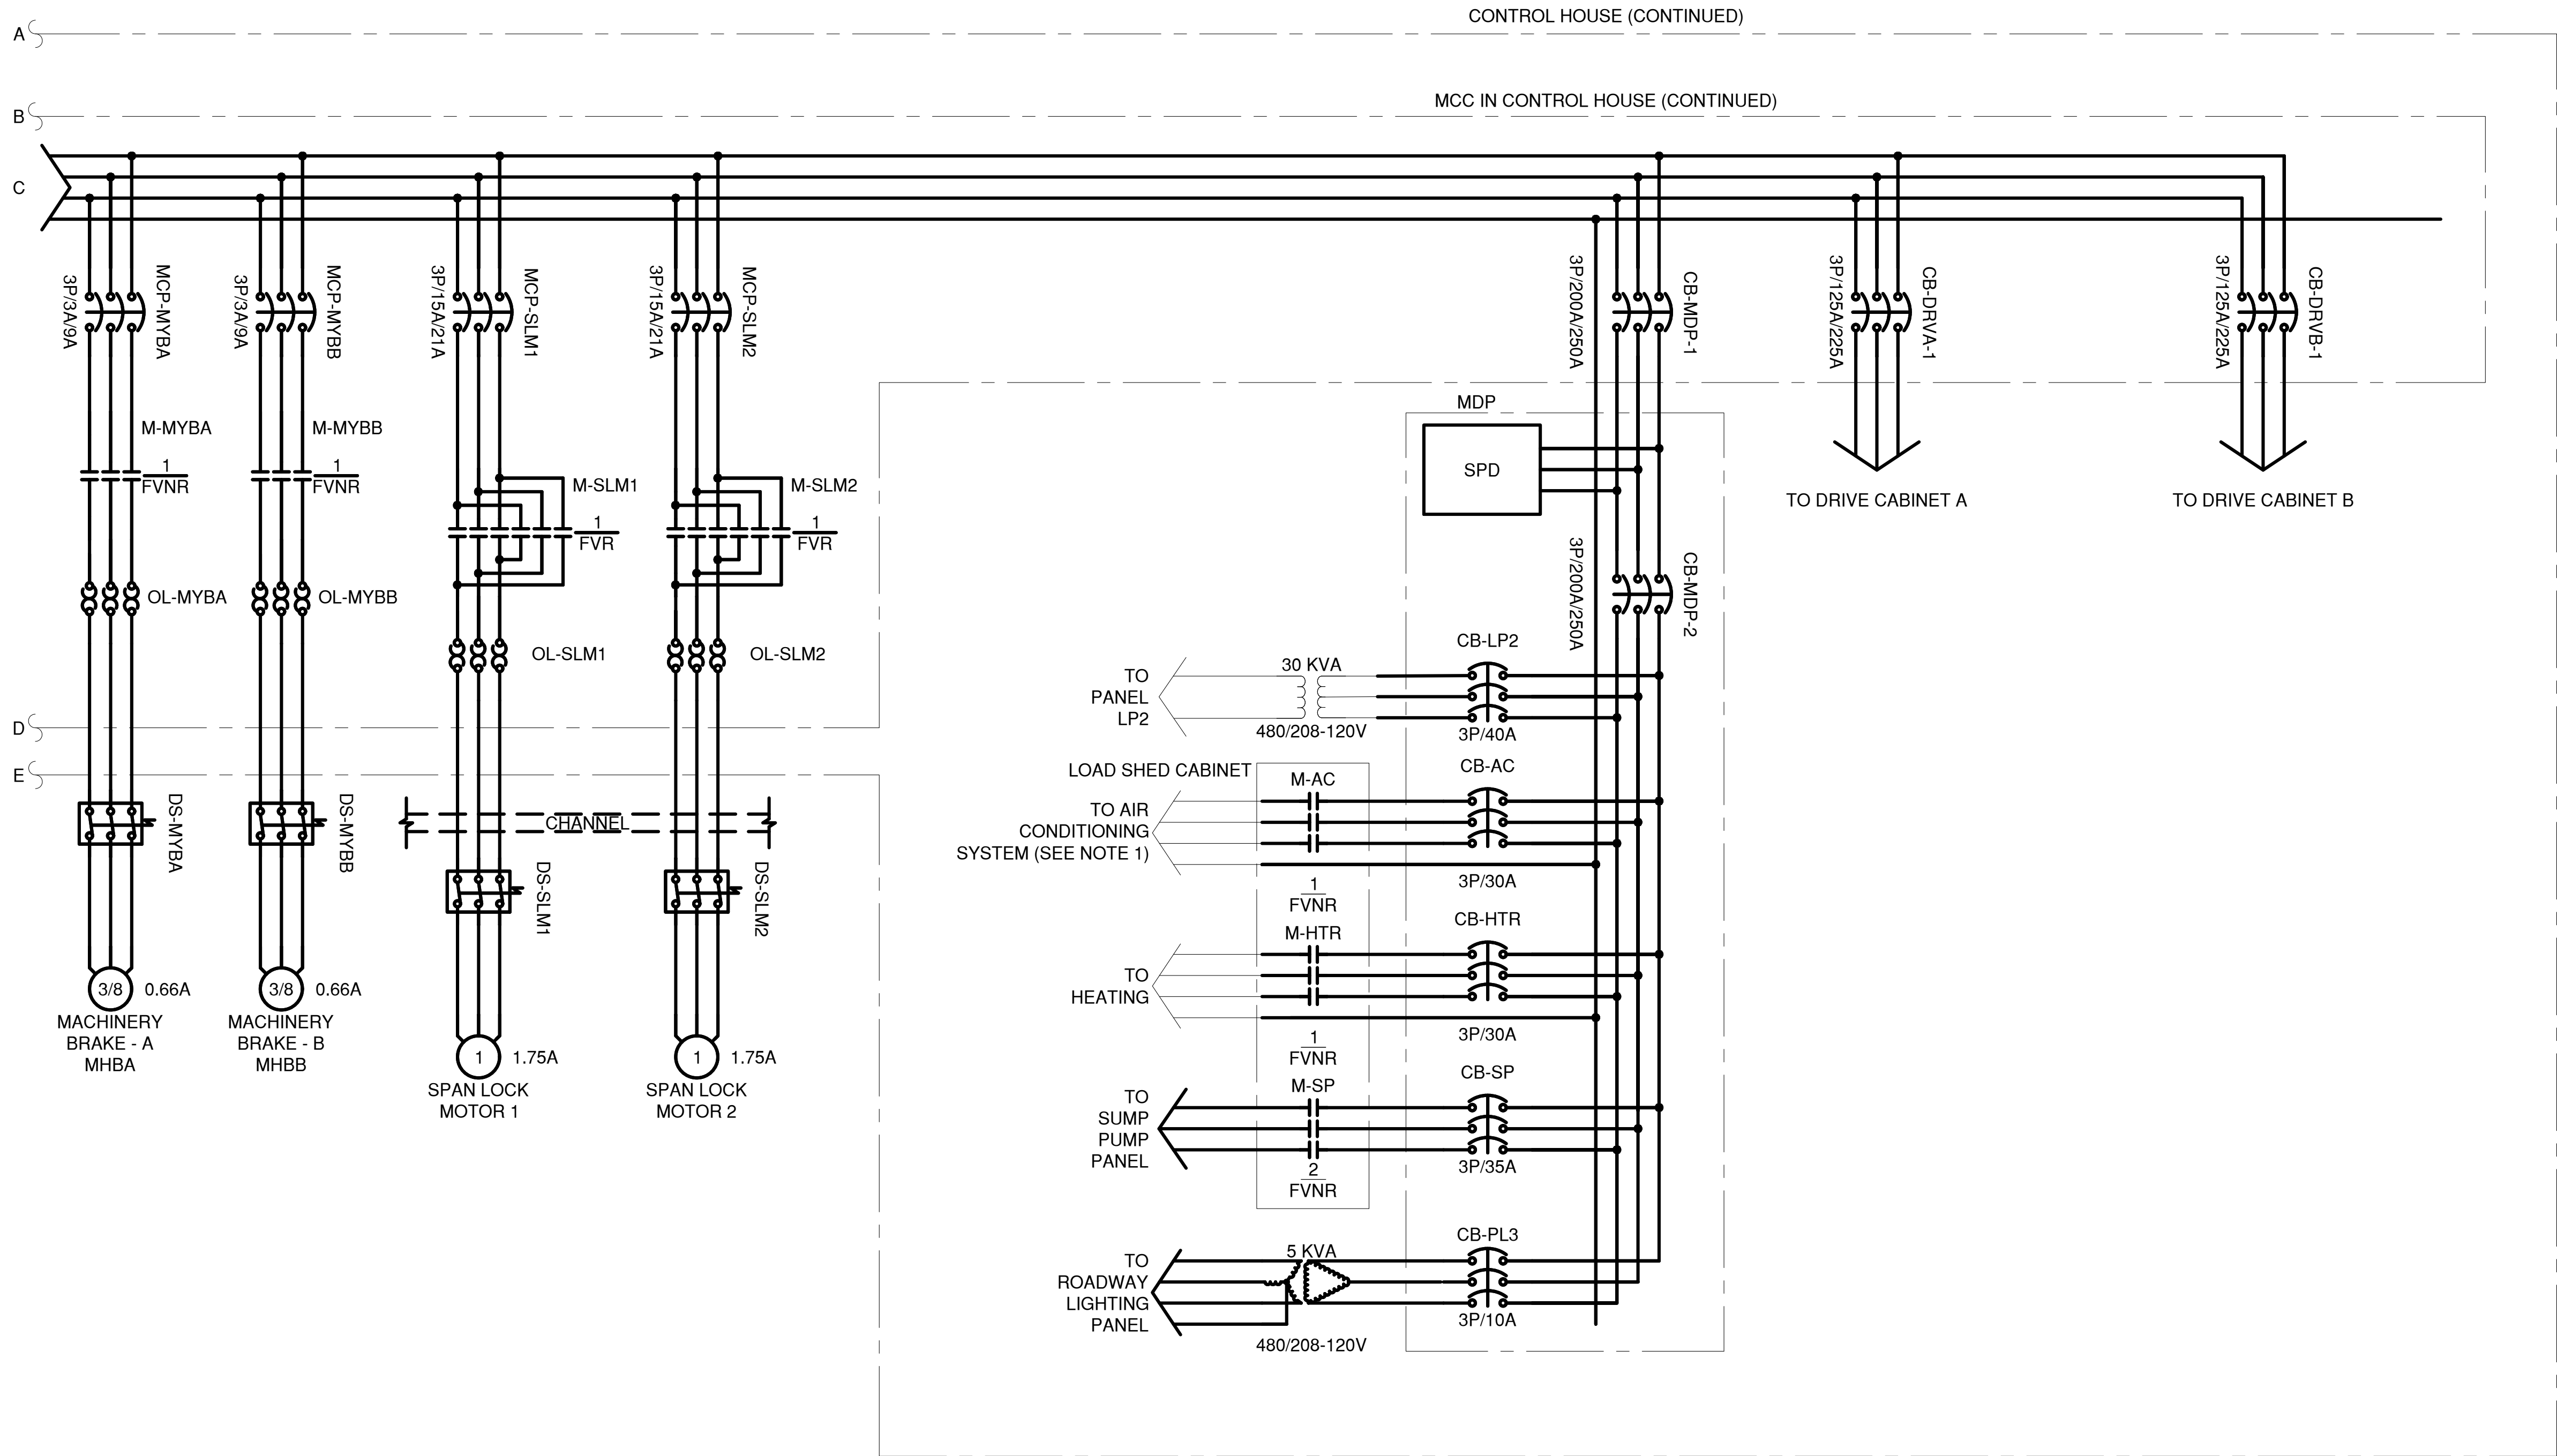 CONTROL HOUSE (CONTINUED)
A
MCC IN CONTROL HOUSE (CONTINUED)
B
C
3P/3A/9A
MCP-MYBA
3P/3A/9A
MCP-MYBB
3P/15A/21A
MCP-SLM1
3P/15A/21A
MCP-SLM2
3P/200A/250A
CB-MDP-1
3P/125A/225A
CB-DRVA-1
3P/125A/225A
CB-DRVB-1
M-MYBA
1
FVNR
M-MYBB
1
FVNR
M-SLM1
1
FVR
M-SLM2
1
FVR
OL-MYBA
OL-MYBB
OL-SLM1
OL-SLM2
MDP
SPD
TO DRIVE CABINET A
TO DRIVE CABINET B
3P/200A/250A
CB-MDP-2
TO
PANEL
LP2
30 KVA
480/208-120V
CB-LP2
3P/40A
D
E
LOAD SHED CABINET
M-AC
CB-AC
TO AIR
CONDITIONING
SYSTEM (SEE NOTE 1)
3P/30A
1
FVNR
DS-MYBA
DS-MYBB
CHANNEL
DS-SLM1
DS-SLM2
M-HTR
CB-HTR
TO
HEATING
3P/30A
1
FVNR
3/8
0.66A
MACHINERY
BRAKE - A
MHBA
3/8
0.66A
MACHINERY
BRAKE - B
MHBB
1
1.75A
SPAN LOCK
MOTOR 1
1
1.75A
SPAN LOCK
MOTOR 2
M-SP
CB-SP
TO
SUMP
PUMP
PANEL
3P/35A
2
FVNR
CB-PL3
5 KVA
TO
ROADWAY
LIGHTING
PANEL
3P/10A
480/208-120V